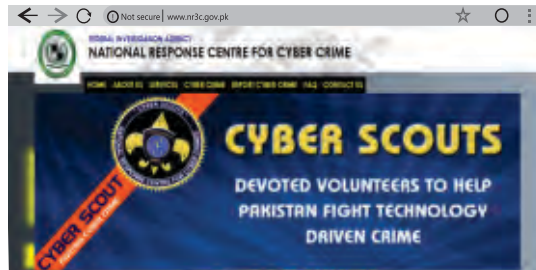 Not secure | www.nr3c.gov.pk
FEDERAL INVESTIGATION AGENCY
NATIONAL RESPONSE CENTRE FOR CYBER CRIME
HOME ABOUT US SERVICES CYBER CRIME REPORT CYBER CRIME FAQ CONTACT US
CYBER SCOUTS
CYBER SCOUTS
DEVOTED VOLUNTEERS TO HELP
PAKISTAN FIGHT TECHNOLOGY
DRIVEN CRIME
CYBER SCOUT